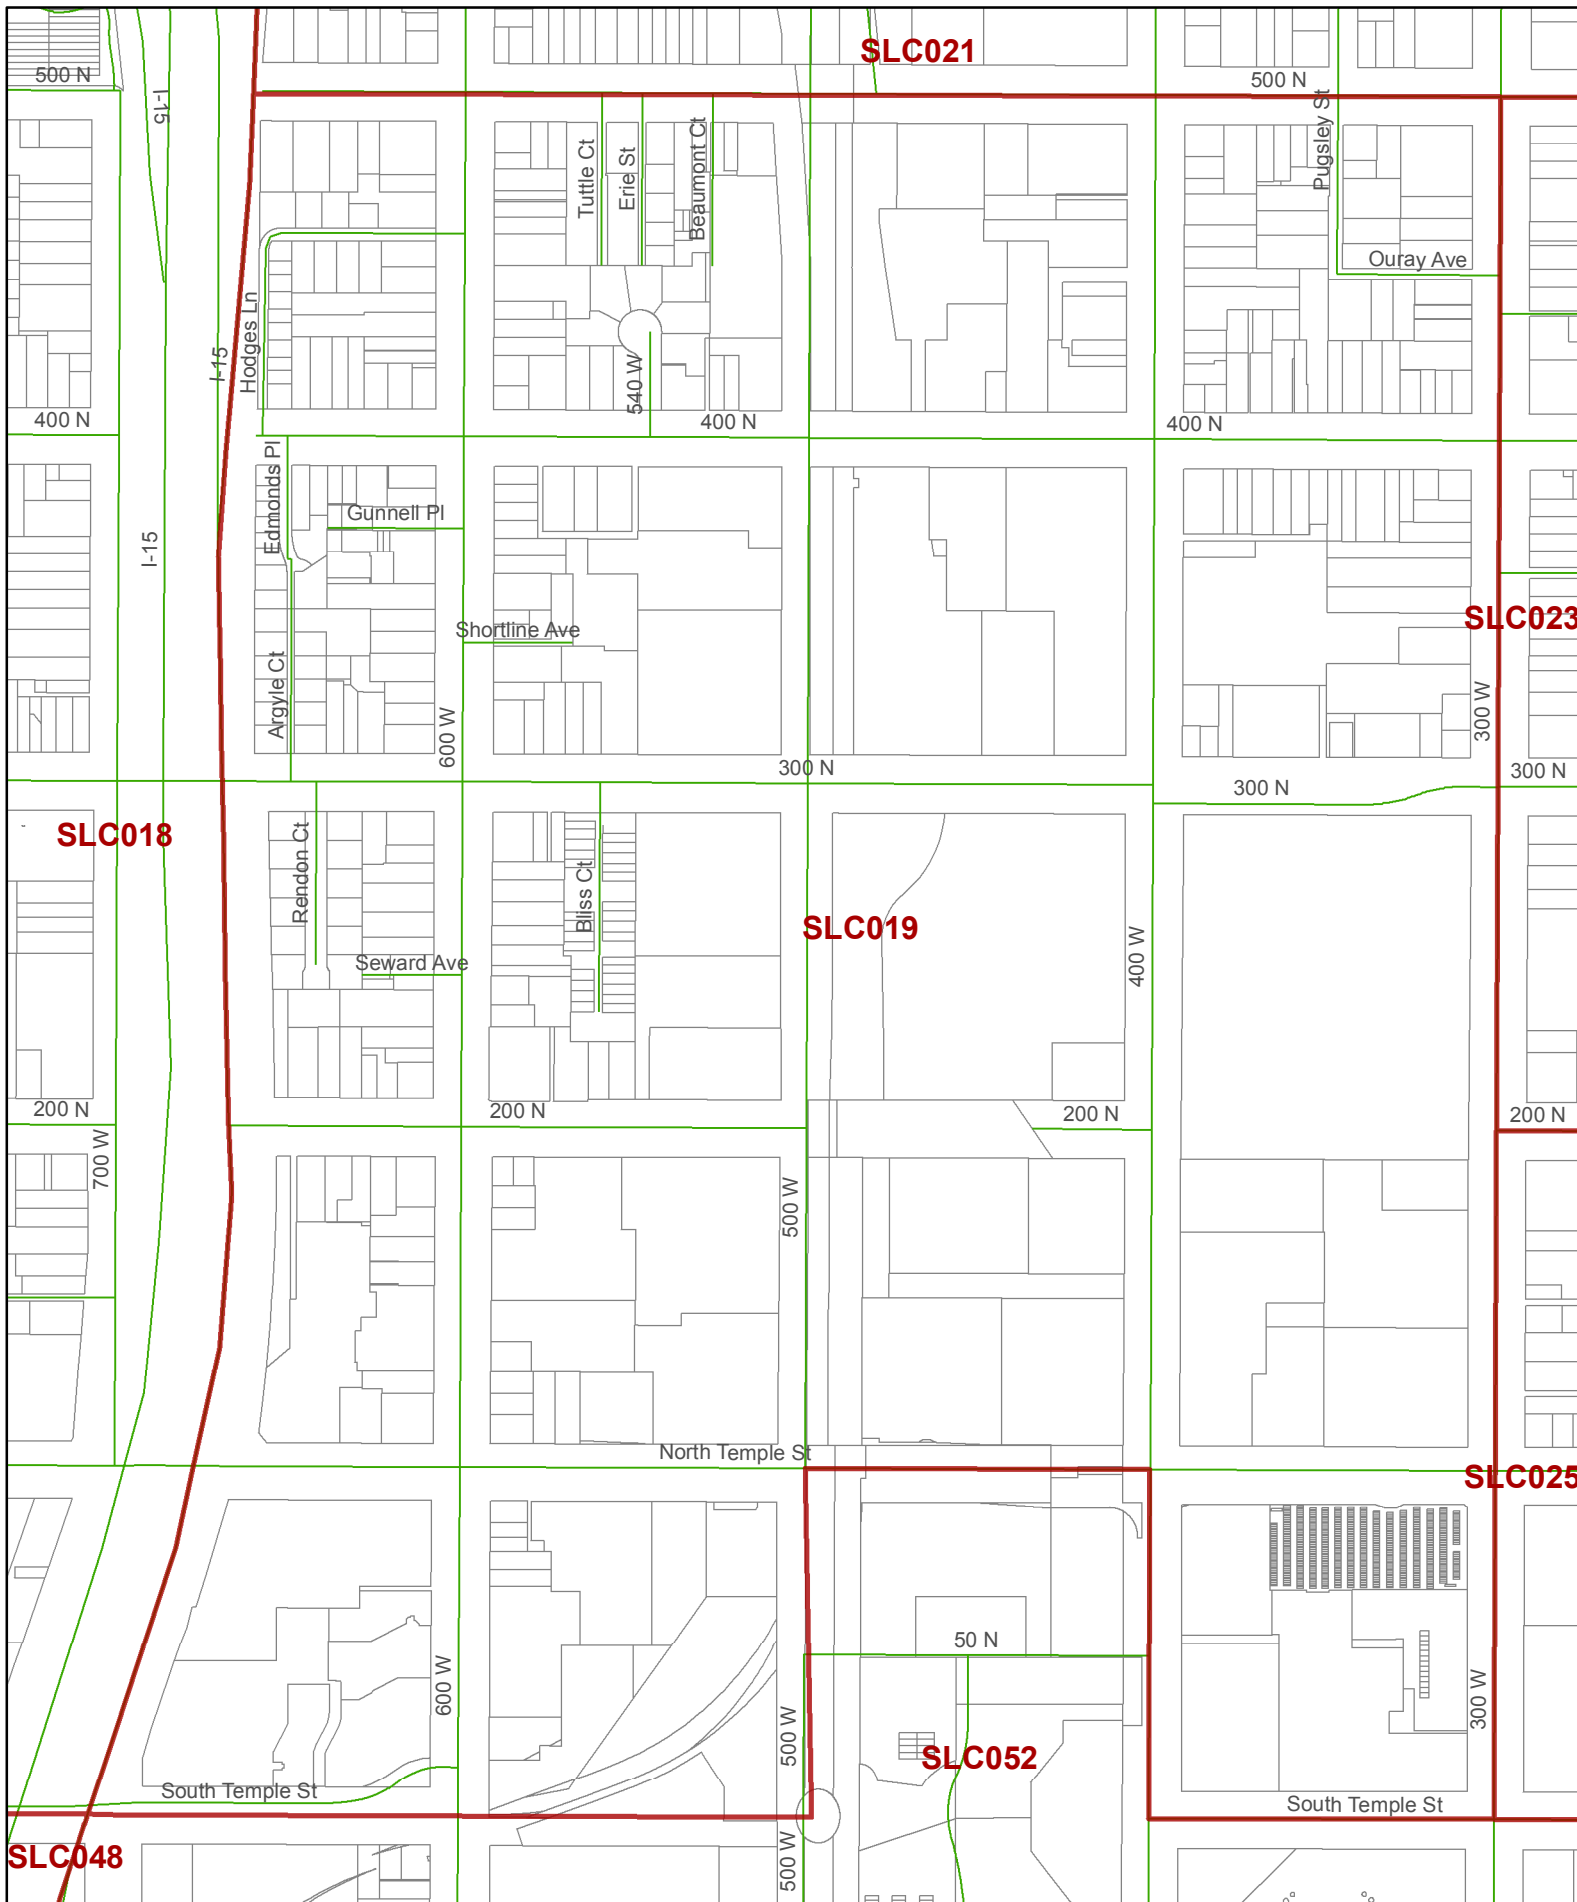 SLC021
500 N
500 N
I-15
Pugsley St
Tuttle Ct
Erie St
Beaumont Ct
Ouray Ave
Hodges Ln
I-15
540 W
400 N
400 N
400 N
Edmonds Pl
Gunnell Pl
I-15
SLC023
Shortline Ave
Argyle Ct
600 W
300 W
300 N
300 N
300 N
SLC018
Rendon Ct
Bliss Ct
SLC019
400 W
Seward Ave
200 N
200 N
200 N
200 N
700 W
500 W
North Temple St
SLC025
50 N
600 W
500 W
300 W
SLC052
South Temple St
South Temple St
SLC048
500 W